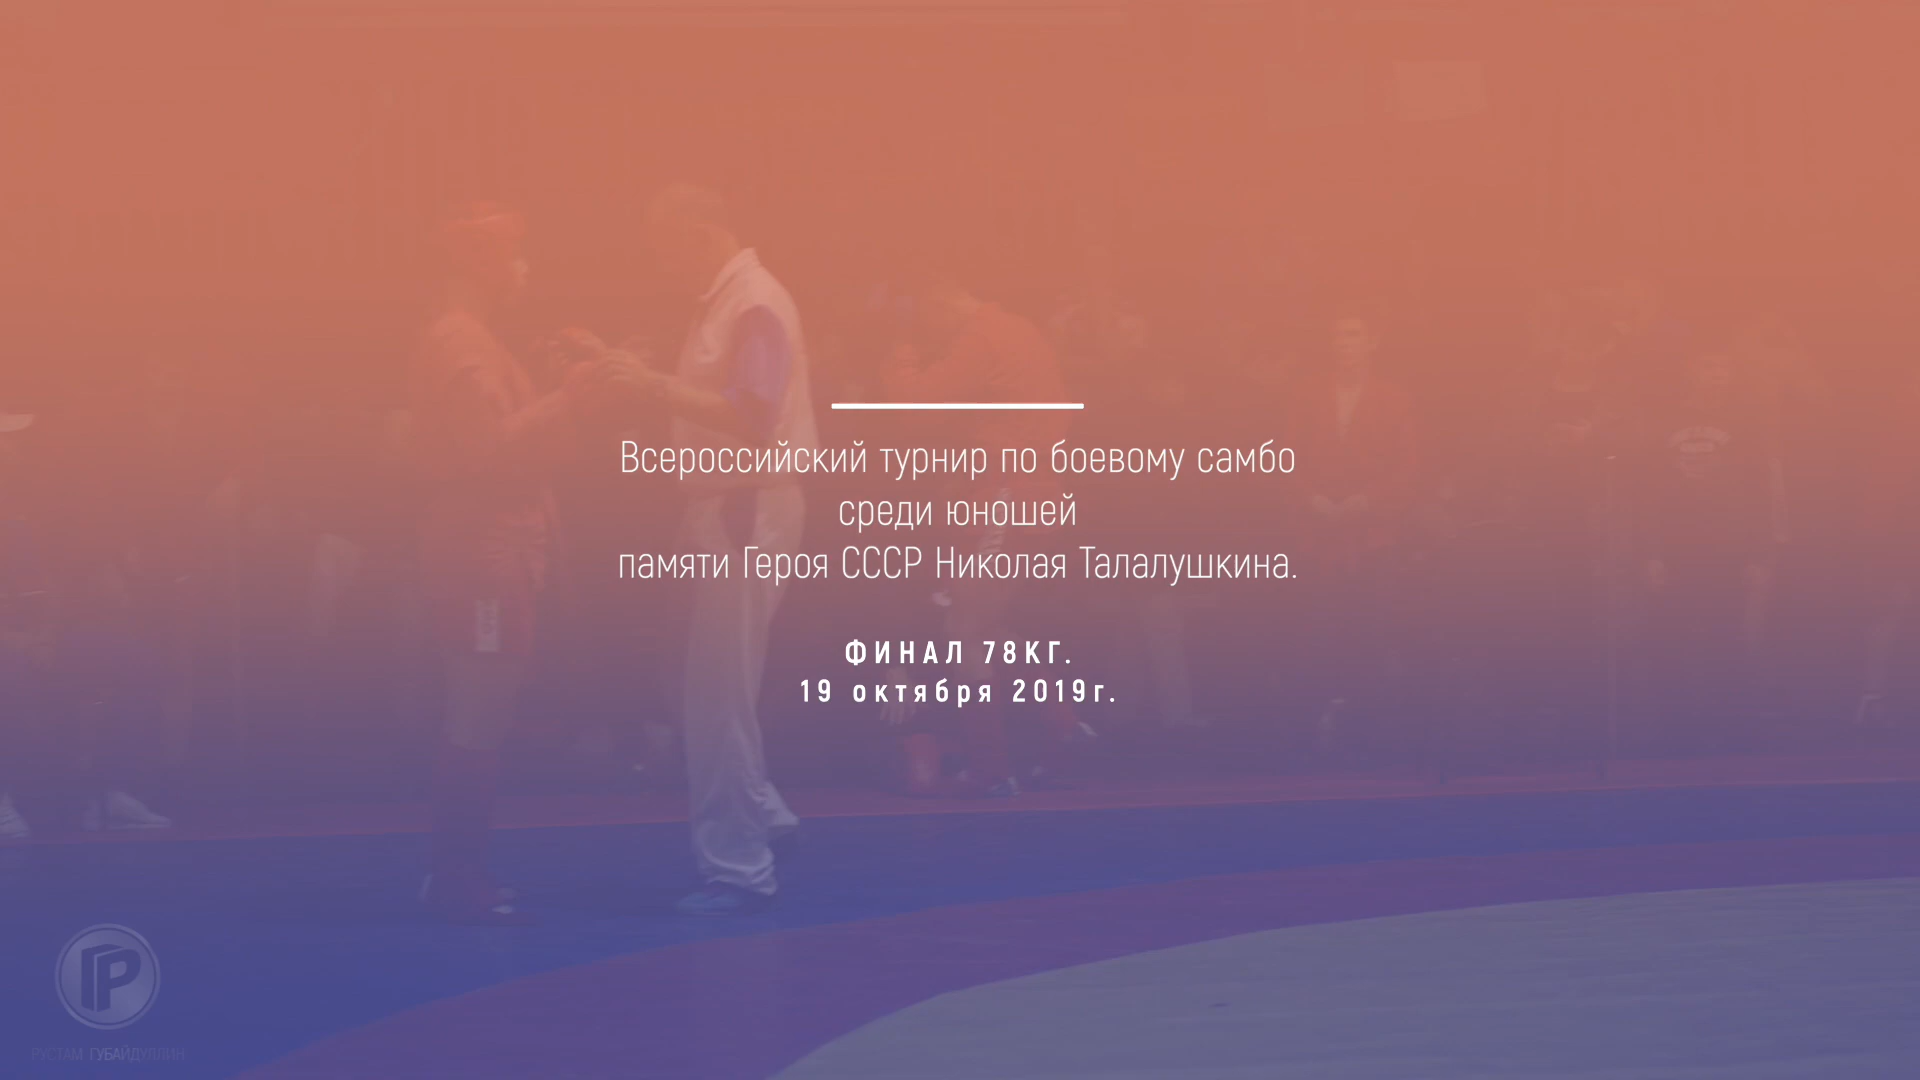 Всероссийский турнир по боевому самбо
среди юношей
памяти Героя СССР Николая Талалушкина.
ФИНАЛ 78КГ.
19 октября 2019г.
РУСТАМ ГУБАЙДУЛЛИН